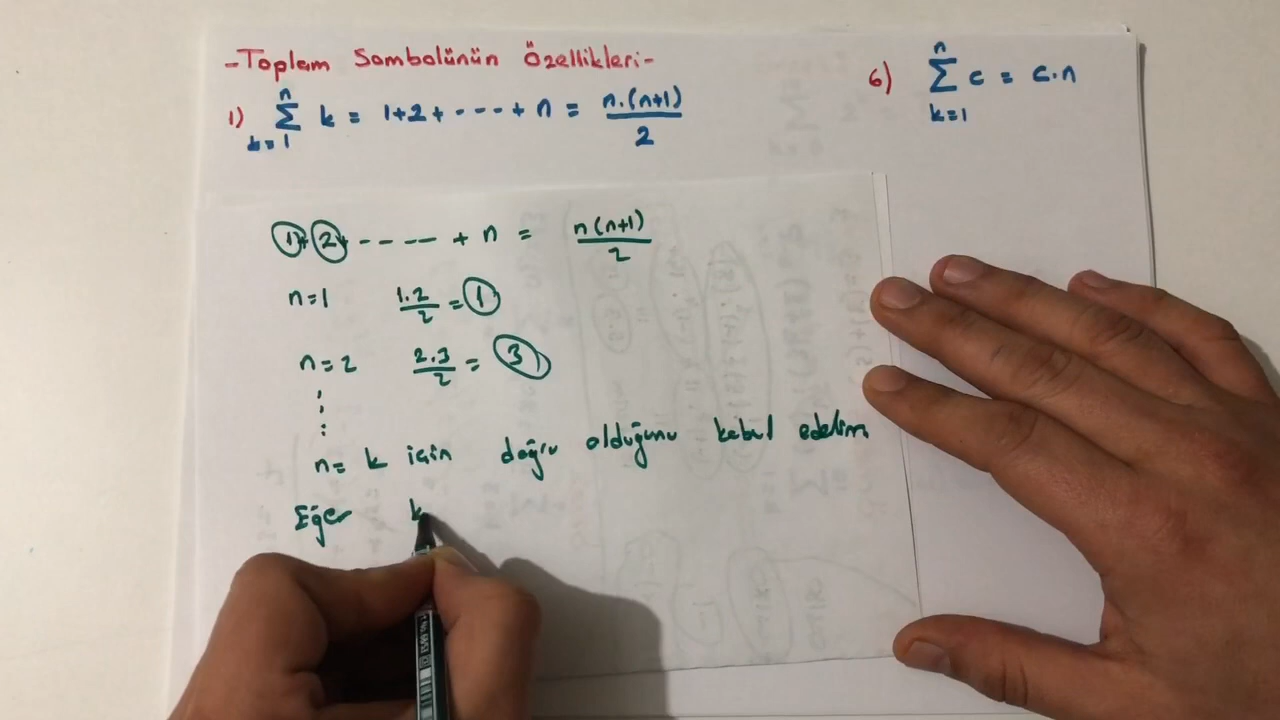 -Toplam Sombolünün Özellikleri-
1) n ∑ k=1 k = 1+2+----+ n = n.(n+1)/2
6) n ∑ k=1 c = c.n
1+2+ ----- + n = n(n+1)/2
n=1 1.2/2 = 1
n=2 2.3/2 = 3
n= k için doğru olduğunu kabul edelim
Eğer k